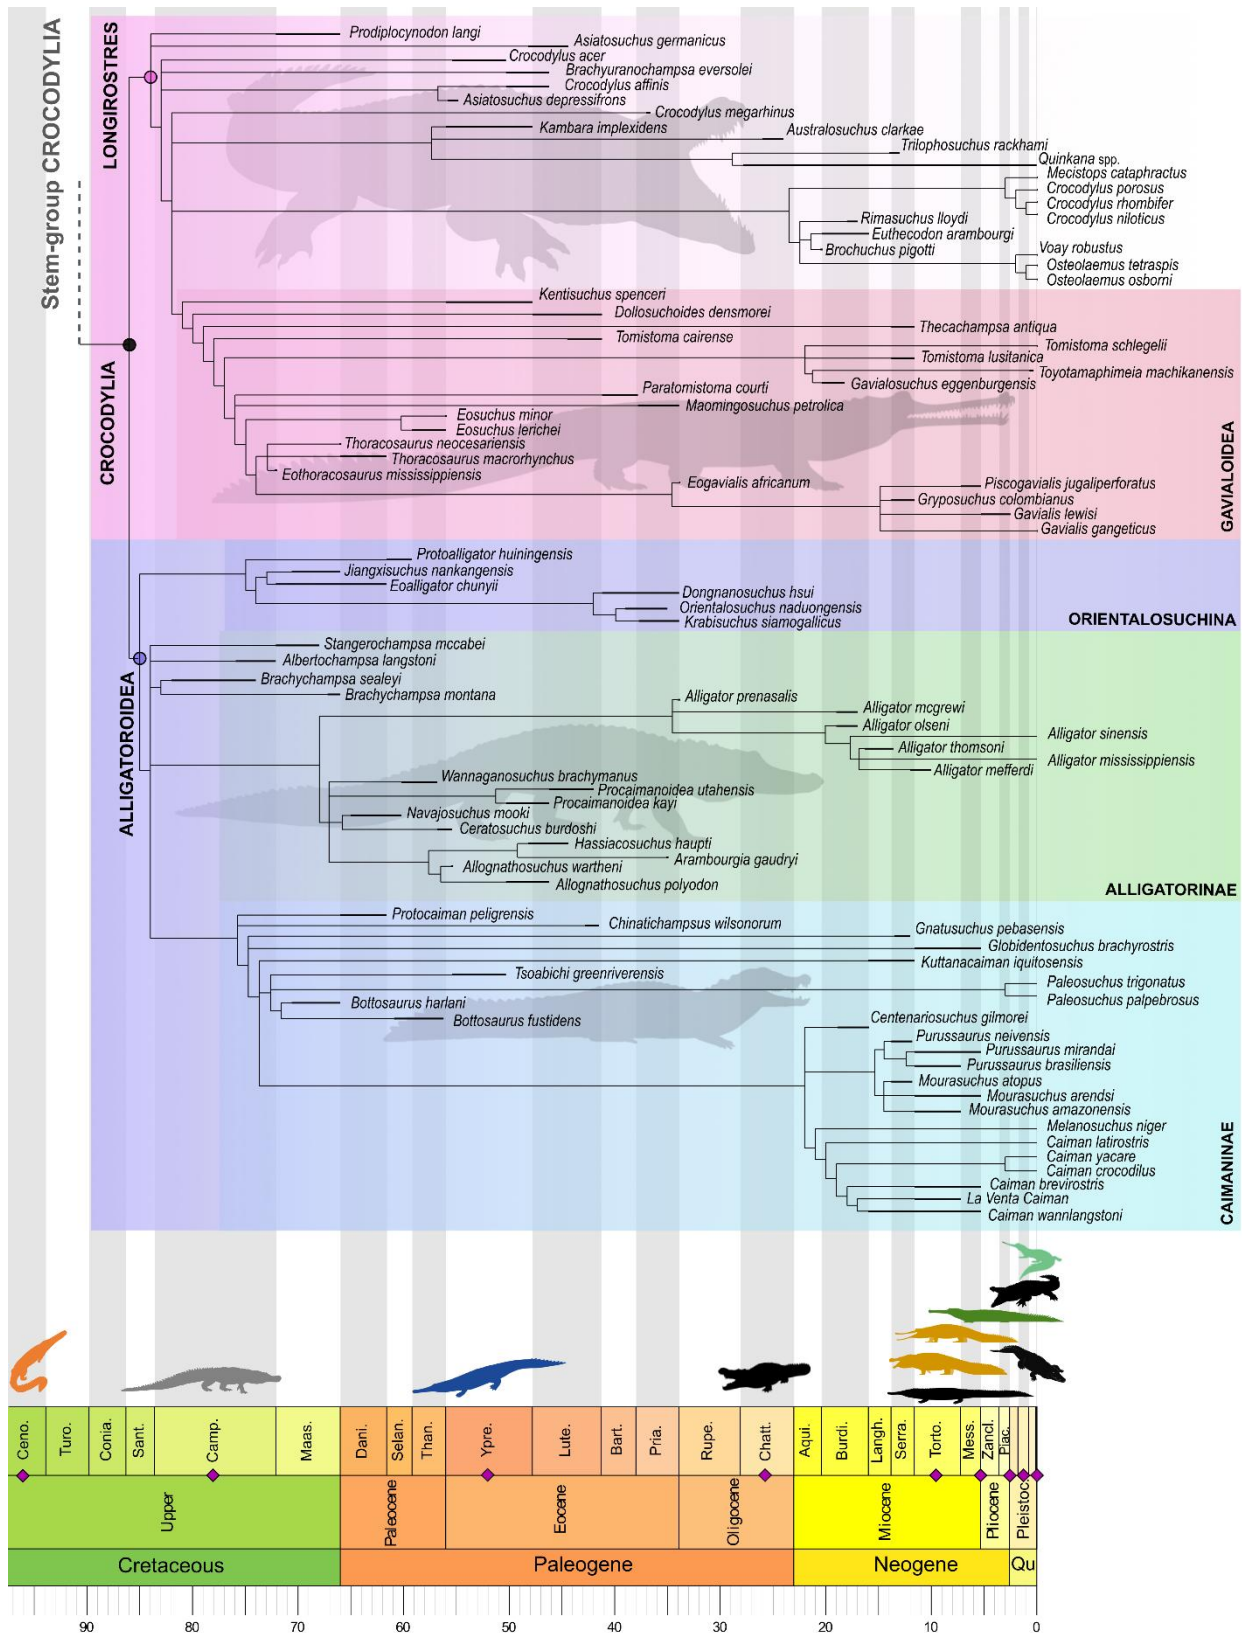 Stem-group CROCODYLIA
LONGIROSTRES
CROCODYLIA
ALLIGATOROIDEA
Prodiplocynodon langi
Asiatosuchus germanicus
Crocodylus acer
Brachyuranochampsa eversolei
Crocodylus affinis
Asiatosuchus depressifrons
Crocodylus megarhinus
Kambara implexidens
Australosuchus clarkae
Trilophosuchus rackhami
Quinkana spp.
Mecistops cataphractus
Crocodylus porosus
Crocodylus rhombifer
Crocodylus niloticus
Rimasuchus lloydi
Euthecodon arambourgi
Brochuchus pigotti
Voay robustus
Osteolaemus tetraspis
Osteolaemus osborni
Kentisuchus spenceri
Dollosuchoides densmorei
Thecachampsa antiqua
Tomistoma cairense
Tomistoma schlegelii
Tomistoma lusitanica
Toyotamaphimeia machikanensis
Gavialosuchus eggenburgensis
Paratomistoma courti
Maomingosuchus petrolica
Eosuchus minor
Eosuchus lerichei
Thoracosaurus neocesariensis
Thoracosaurus macrorhynchus
Eothoracosaurus mississippiensis
Eogavialis africanum
Piscogavialis jugaliperforatus
Gryposuchus colombianus
Gavialis lewisi
Gavialis gangeticus
GAVIALOIDEA
Protoalligator huiningensis
Jiangxisuchus nankangensis
Eoalligator chunyii
Dongnanosuchus hsui
Orientalosuchus naduongensis
Krabisuchus siamogallicus
ORIENTALOSUCHINA
Stangerochampsa mccabei
Albertochampsa langstoni
Brachychampsa sealeyi
Brachychampsa montana
Alligator prenasalis
Alligator mcgrewi
Alligator olseni
Alligator sinensis
Alligator thomsoni
Alligator mississippiensis
Alligator mefferdi
Wannaganosuchus brachymanus
Procaimanoidea utahensis
Procaimanoidea kayi
Navajosuchus mooki
Ceratosuchus burdoshi
Hassiacosuchus haupti
Arambourgia gaudryi
Allognathosuchus wartheni
Allognathosuchus polyodon
ALLIGATORINAE
Protocaiman peligrensis
Chinatichampsus wilsonorum
Gnatusuchus pebasensis
Globidentosuchus brachyrostris
Kuttanacaiman iquitosensis
Tsoabichi greenriverensis
Paleosuchus trigonatus
Paleosuchus palpebrosus
Bottosaurus harlani
Bottosaurus fustidens
Centenariosuchus gilmorei
Purussaurus neivensis
Purussaurus mirandai
Purussaurus brasiliensis
Mourasuchus atopus
Mourasuchus arendsi
Mourasuchus amazonensis
Melanosuchus niger
Caiman latirostris
Caiman yacare
Caiman crocodilus
Caiman brevirostris
La Venta Caiman
Caiman wannlangstoni
CAIMANINAE
Ceno. Turo. Conia. Sant. Camp. Maas. Dani. Selan. Than. Ypre. Lute. Bart. Pria. Rupe. Chatt. Aqui. Burdi. Langh. Serra. Torto. Mess. Zancl. Piac.
Upper Paleocene Eocene Oligocene Miocene Pliocene Pleistoc.
Cretaceous Paleogene Neogene Qu
90 80 70 60 50 40 30 20 10 0